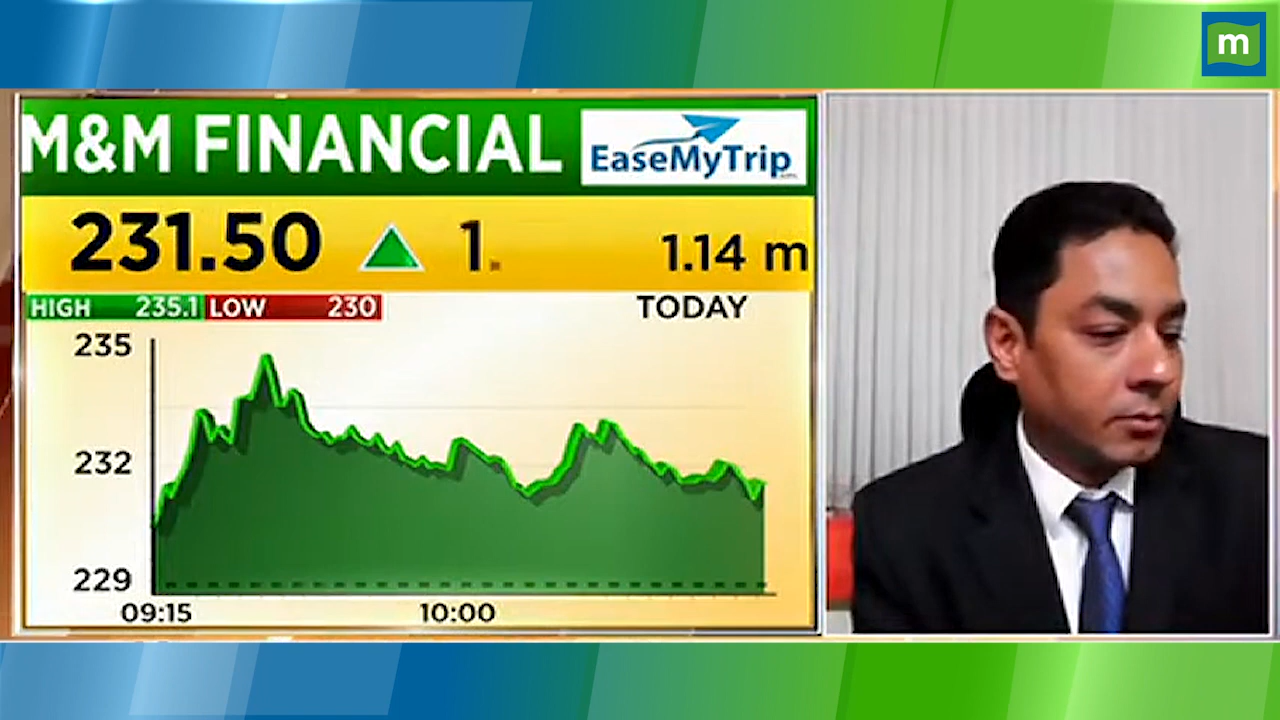 m
M&M FINANCIAL
EaseMyTrip
231.50 1 1.14 m
HIGH 235.1 LOW 230 TODAY
235
232
229
09:15 10:00